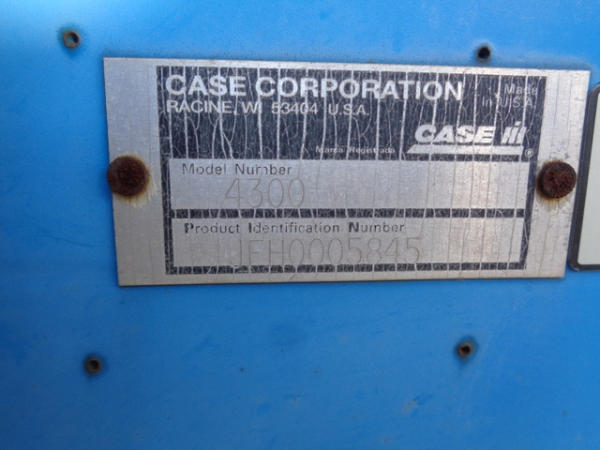 CASE CORPORATION
RACINE, WI 53404 U.S.A.
Made
in U.S.A.
CASE IH
®
Marca Registrada
Model Number
4300
Product Identification Number
JFH0005845